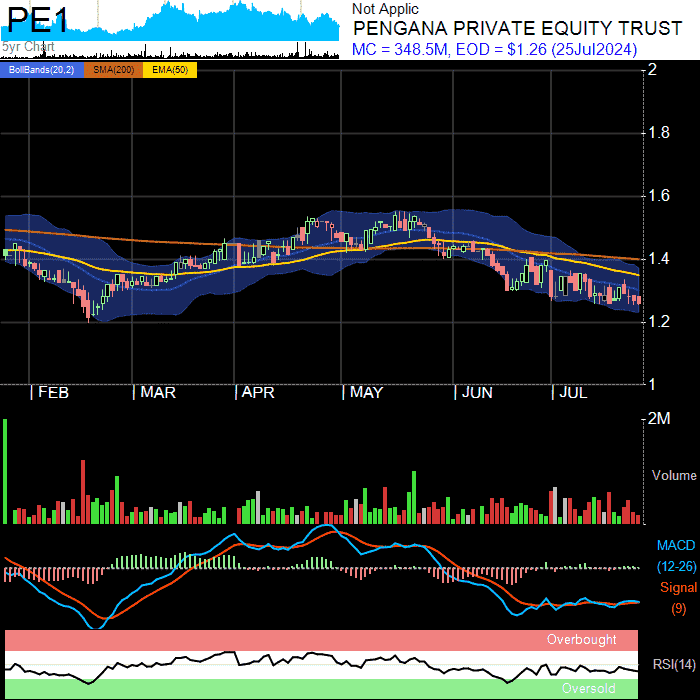 PE1
5yr Chart
Not Applic
PENGANA PRIVATE EQUITY TRUST
MC = 348.5M, EOD = $1.26 (25Jul2024)
BollBands(20,2) SMA(200) EMA(50)
2
1.8
1.6
1.4
1.2
1
FEB MAR APR MAY JUN JUL
2M
Volume
MACD
(12-26)
Signal
(9)
Overbought
RSI(14)
Oversold